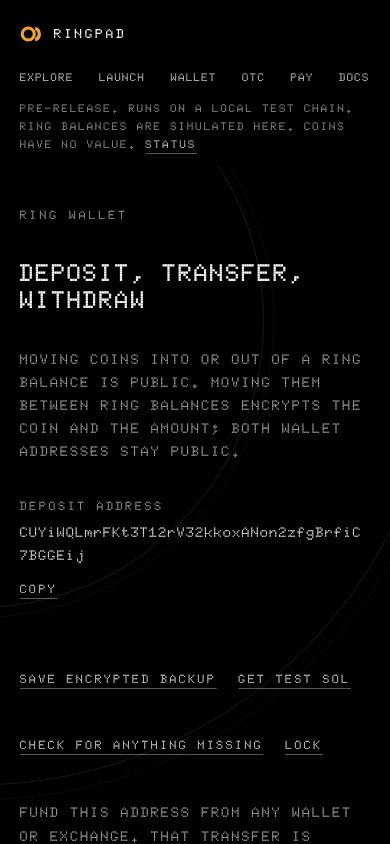 RINGPAD
EXPLORE LAUNCH WALLET OTC PAY DOCS
PRE-RELEASE. RUNS ON A LOCAL TEST CHAIN.
RING BALANCES ARE SIMULATED HERE. COINS
HAVE NO VALUE. STATUS
RING WALLET
DEPOSIT, TRANSFER,
WITHDRAW
MOVING COINS INTO OR OUT OF A RING
BALANCE IS PUBLIC. MOVING THEM
BETWEEN RING BALANCES ENCRYPTS THE
COIN AND THE AMOUNT; BOTH WALLET
ADDRESSES STAY PUBLIC.
DEPOSIT ADDRESS
CUYiWQLmrFKt3T12rV32kkoxANon2zfgBrfiC
7BGGEij
COPY
SAVE ENCRYPTED BACKUP GET TEST SOL
CHECK FOR ANYTHING MISSING LOCK
FUND THIS ADDRESS FROM ANY WALLET
OR EXCHANGE. THAT TRANSFER IS